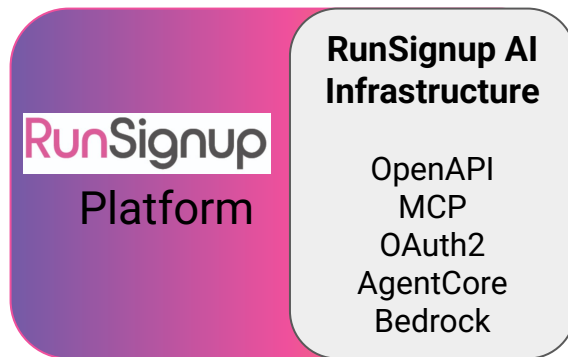 RunSignup
Platform
RunSignup AI
Infrastructure
OpenAPI
MCP
OAuth2
AgentCore
Bedrock